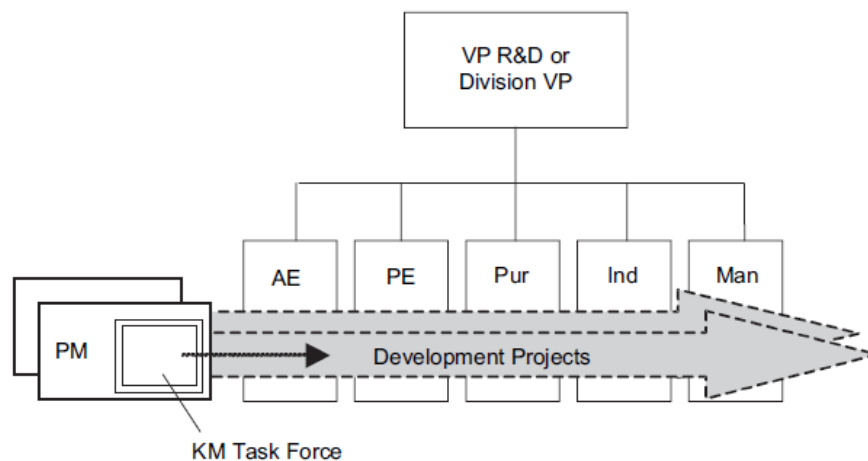 VP R&D or
Division VP
AE
PE
Pur
Ind
Man
PM
Development Projects
KM Task Force